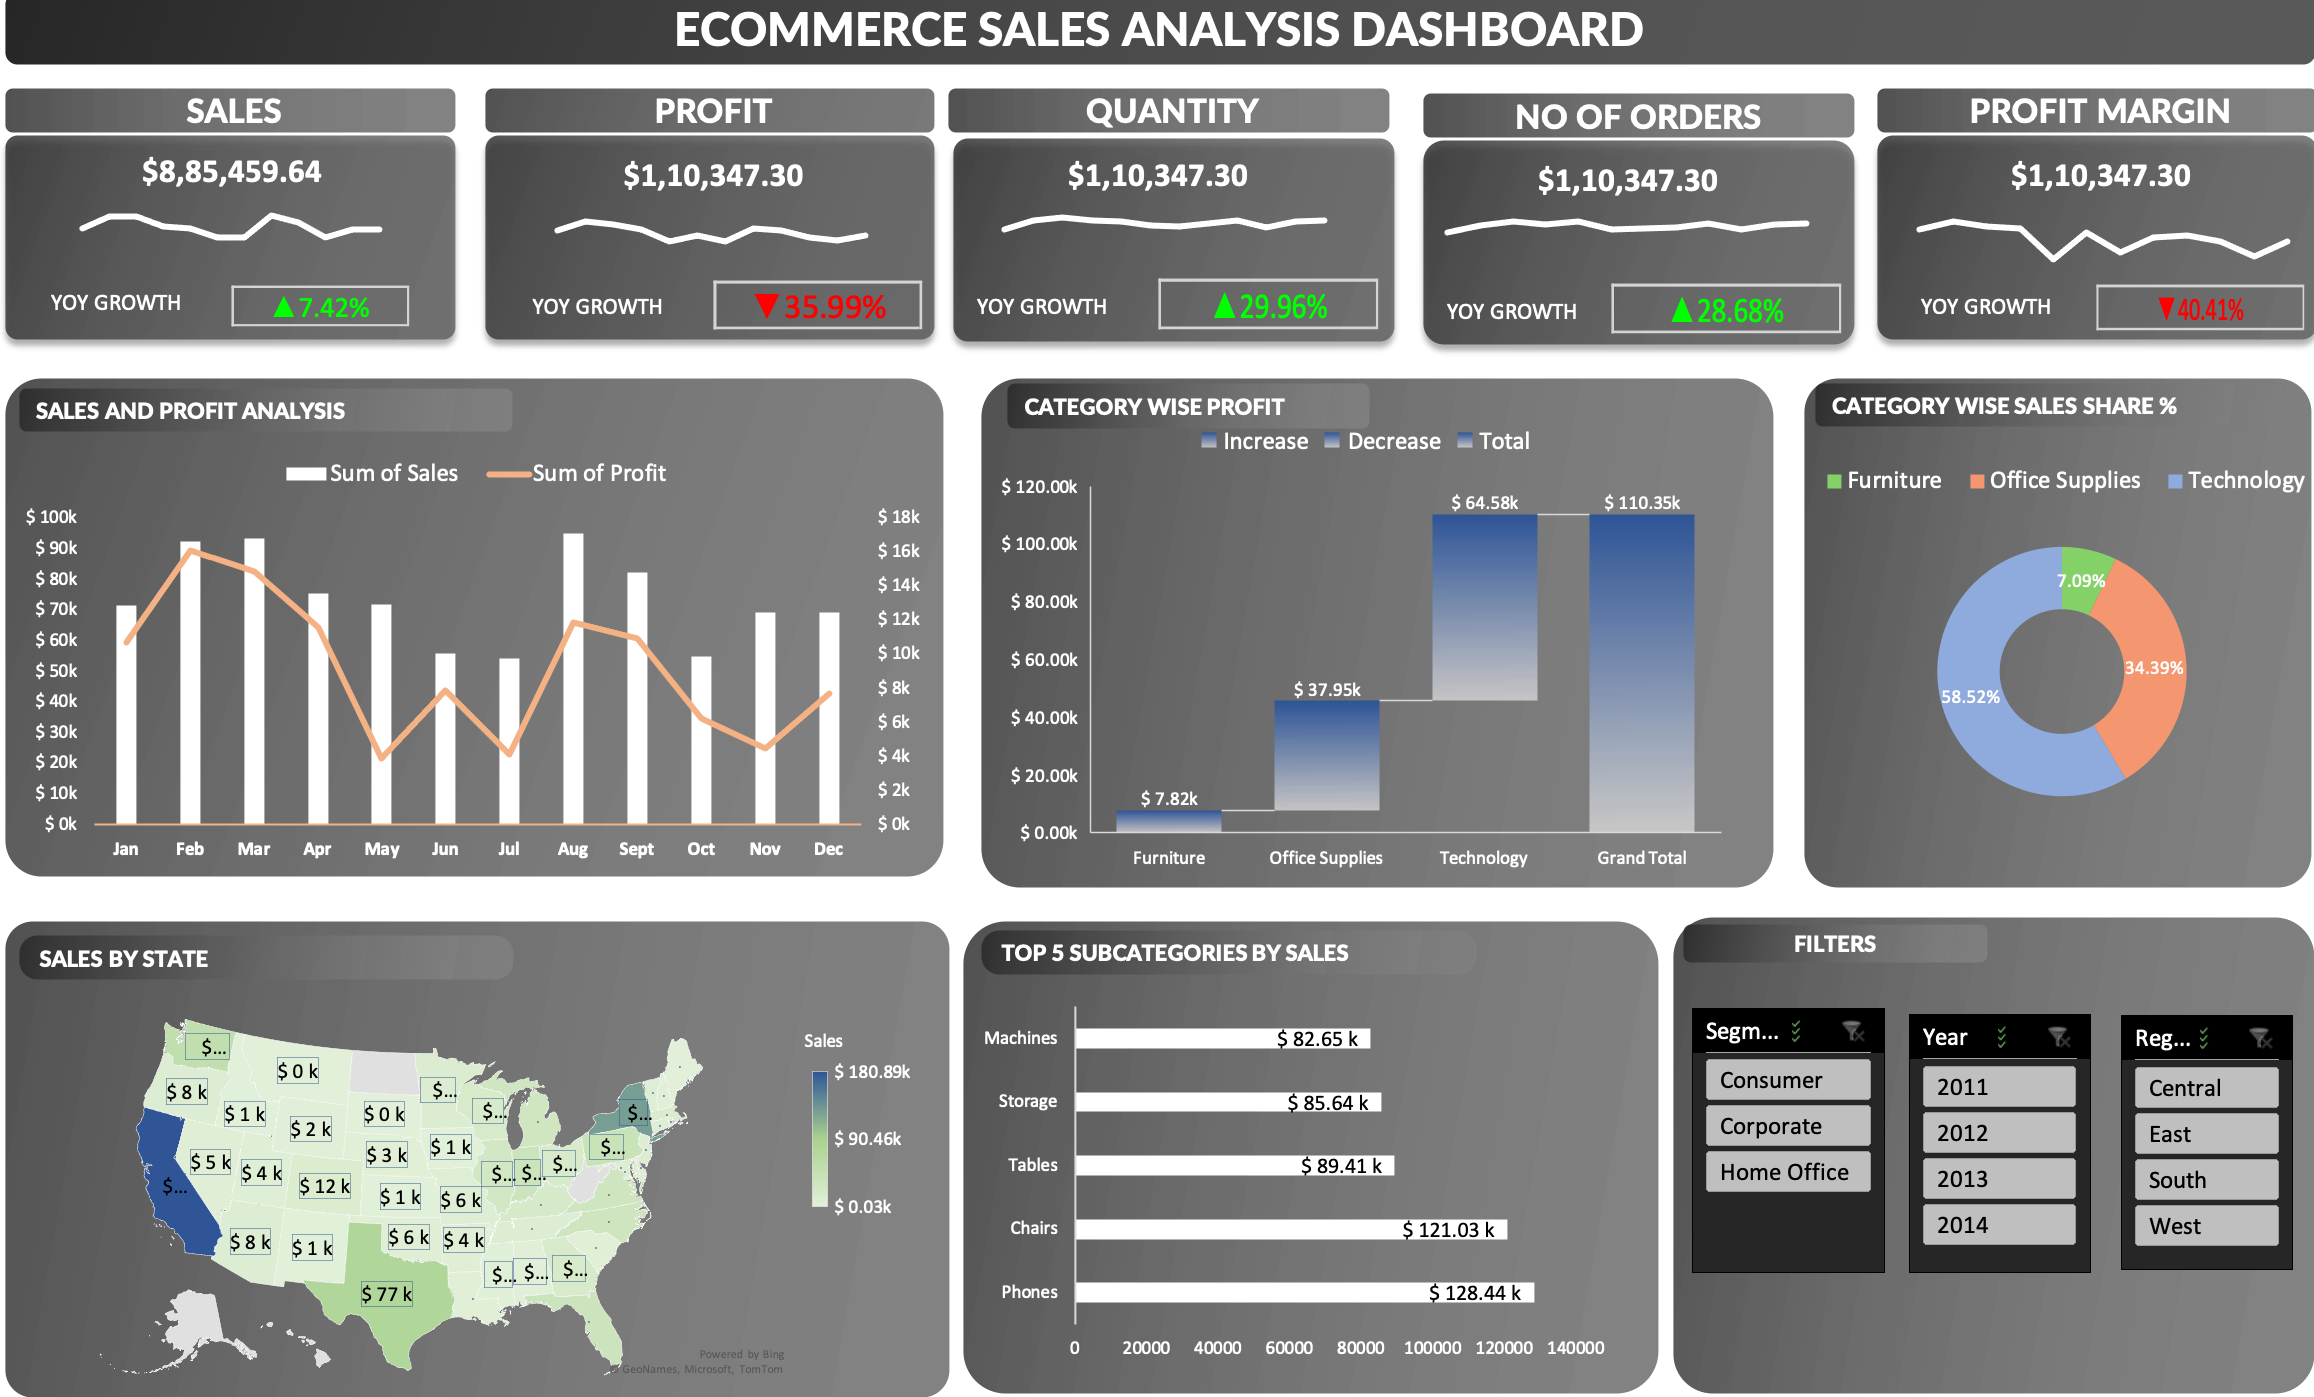 ECOMMERCE SALES ANALYSIS DASHBOARD
SALES
$8,85,459.64
YOY GROWTH
▲7.42%
PROFIT
$1,10,347.30
YOY GROWTH
▼35.99%
QUANTITY
$1,10,347.30
YOY GROWTH
▲29.96%
NO OF ORDERS
$1,10,347.30
YOY GROWTH
▲28.68%
PROFIT MARGIN
$1,10,347.30
YOY GROWTH
▼40.41%
SALES AND PROFIT ANALYSIS
Sum of Sales
Sum of Profit
$ 100k
$ 90k
$ 80k
$ 70k
$ 60k
$ 50k
$ 40k
$ 30k
$ 20k
$ 10k
$ 0k
$ 18k
$ 16k
$ 14k
$ 12k
$ 10k
$ 8k
$ 6k
$ 4k
$ 2k
$ 0k
Jan Feb Mar Apr May Jun Jul Aug Sept Oct Nov Dec
CATEGORY WISE PROFIT
Increase Decrease Total
$ 120.00k
$ 100.00k
$ 80.00k
$ 60.00k
$ 40.00k
$ 20.00k
$ 0.00k
$ 7.82k
$ 37.95k
$ 64.58k
$ 110.35k
Furniture Office Supplies Technology Grand Total
CATEGORY WISE SALES SHARE %
Furniture Office Supplies Technology
7.09%
34.39%
58.52%
SALES BY STATE
$...
$ 0 k
$ 8 k
$ 1 k
$ 2 k
$ 0 k
$...
$...
$...
$ 5 k
$ 4 k
$ 3 k
$ 1 k
$...
$...
$...
$...
$...
$ 12 k
$ 1 k
$ 6 k
$ 8 k
$ 1 k
$ 6 k
$ 4 k
$...
$...
$...
$ 77 k
Sales
$ 180.89k
$ 90.46k
$ 0.03k
Powered by Bing
GeoNames, Microsoft, TomTom
TOP 5 SUBCATEGORIES BY SALES
Machines
$ 82.65 k
Storage
$ 85.64 k
Tables
$ 89.41 k
Chairs
$ 121.03 k
Phones
$ 128.44 k
0 20000 40000 60000 80000 100000 120000 140000
FILTERS
Segm...
Consumer
Corporate
Home Office
Year
2011
2012
2013
2014
Reg...
Central
East
South
West